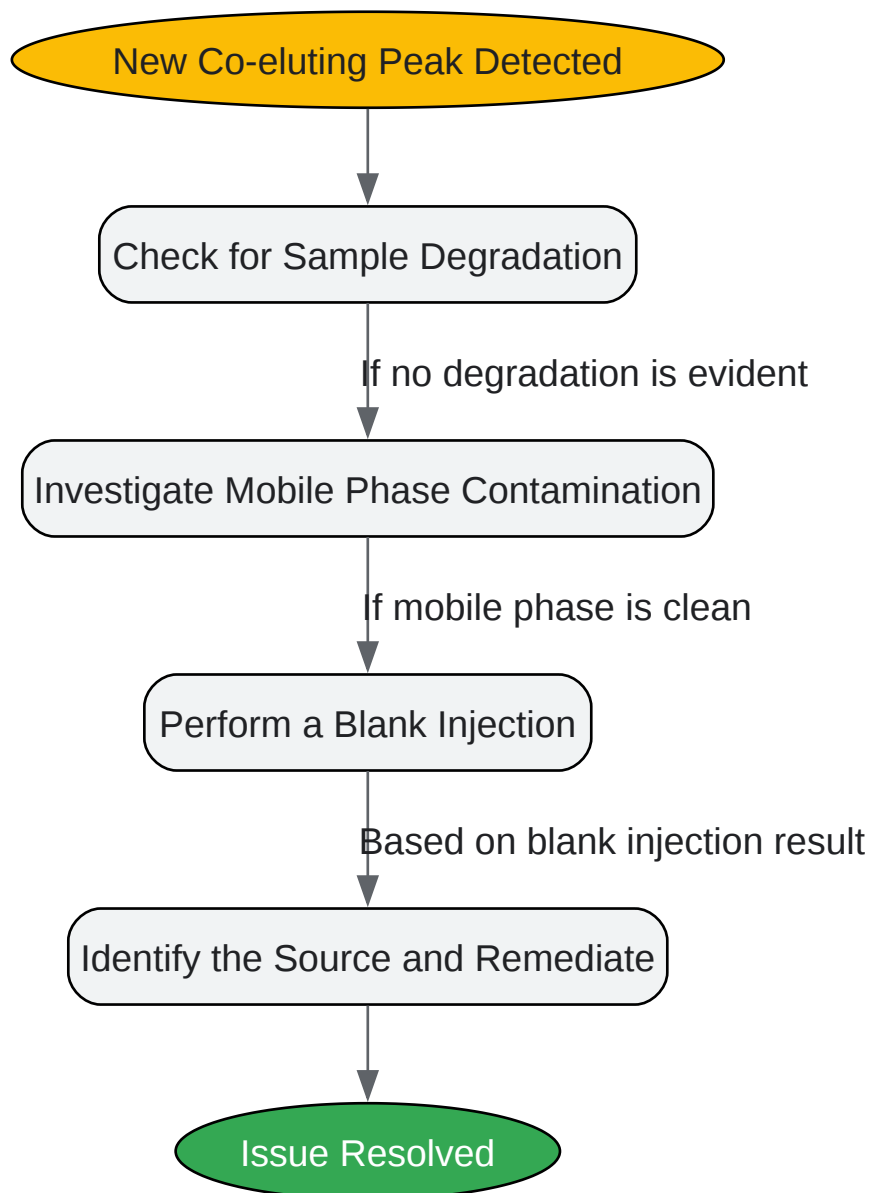 New Co-eluting Peak Detected
Check for Sample Degradation
If no degradation is evident
Investigate Mobile Phase Contamination
If mobile phase is clean
Perform a Blank Injection
Based on blank injection result
Identify the Source and Remediate
Issue Resolved